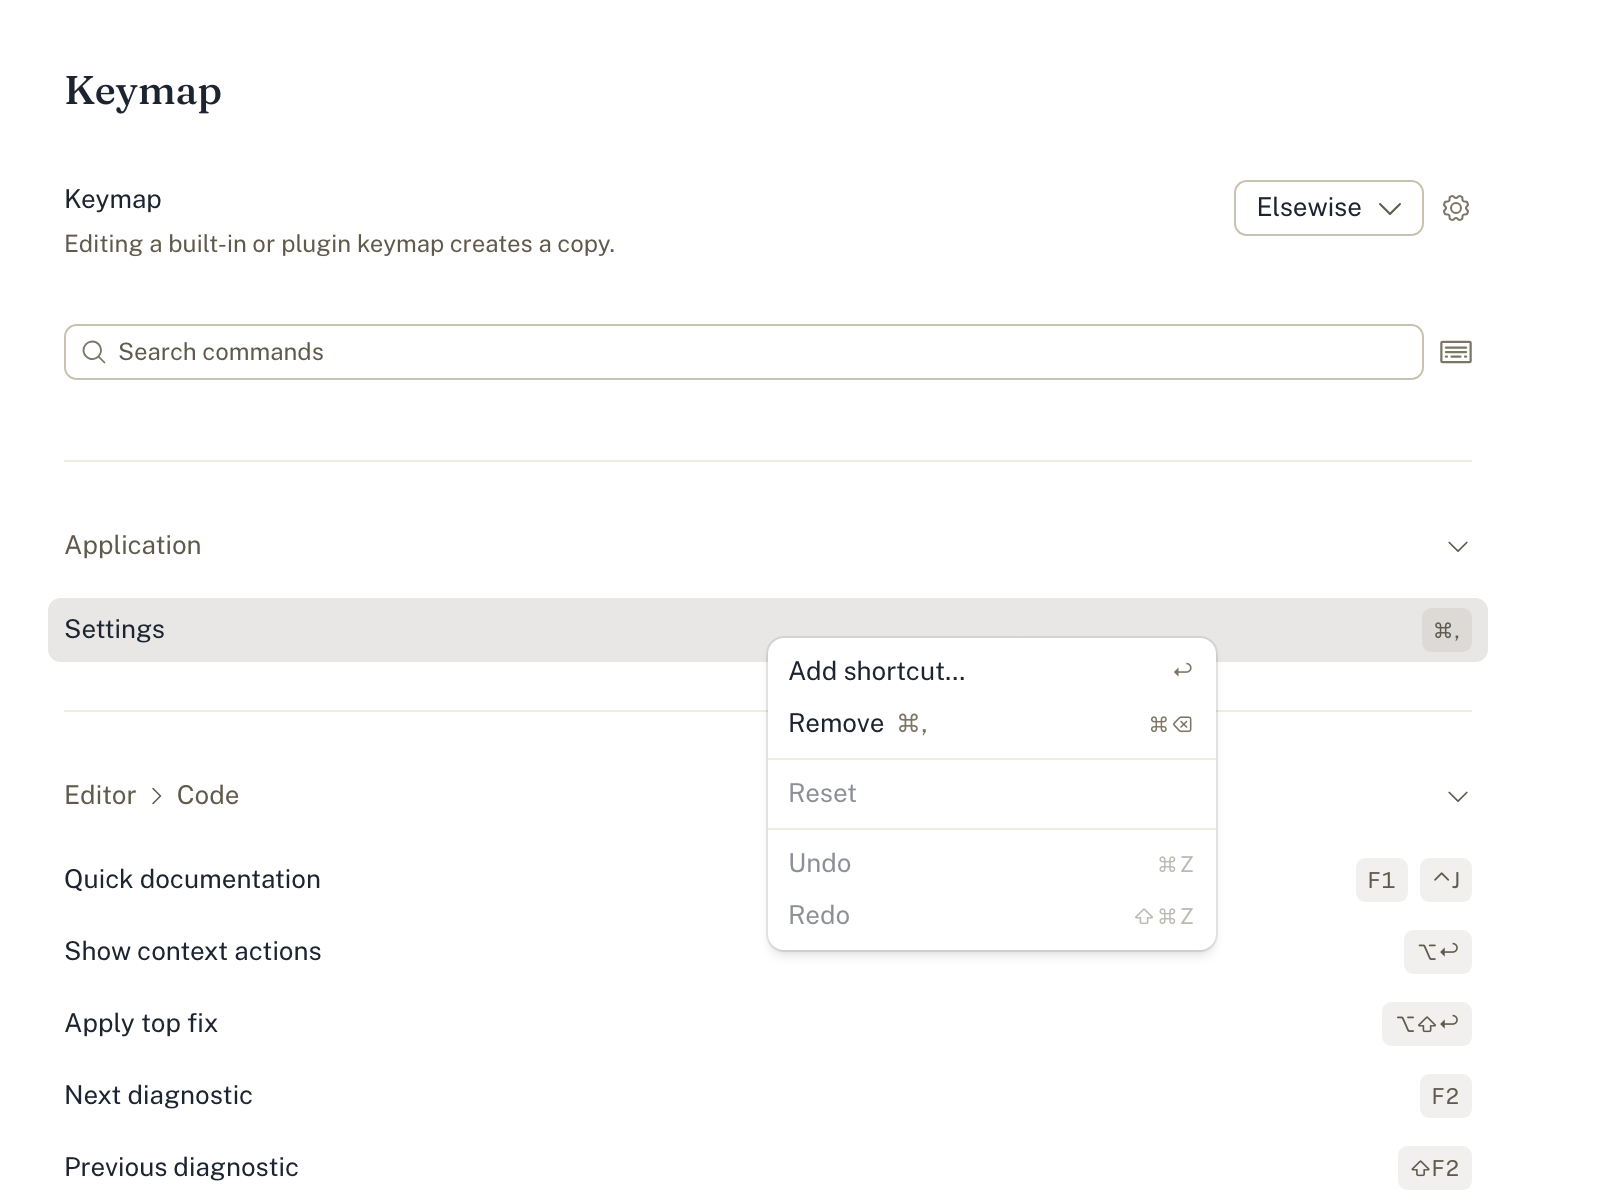 Keymap
Keymap
Elsewise
Editing a built-in or plugin keymap creates a copy.
Search commands
Application
Settings ⌘,
Add shortcut... ↩
Remove ⌘, ⌘⌫
Reset
Undo ⌘Z
Redo ⇧⌘Z
Editor > Code
Quick documentation F1 ^J
Show context actions ⌥↩
Apply top fix ⌥⇧↩
Next diagnostic F2
Previous diagnostic ⇧F2